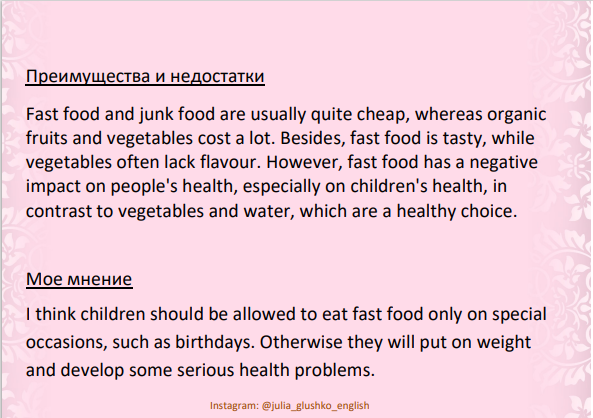 Преимущества и недостатки
Fast food and junk food are usually quite cheap, whereas organic
fruits and vegetables cost a lot. Besides, fast food is tasty, while
vegetables often lack flavour. However, fast food has a negative
impact on people's health, especially on children's health, in
contrast to vegetables and water, which are a healthy choice.
Мое мнение
I think children should be allowed to eat fast food only on special
occasions, such as birthdays. Otherwise they will put on weight
and develop some serious health problems.
Instagram: @julia_glushko_english